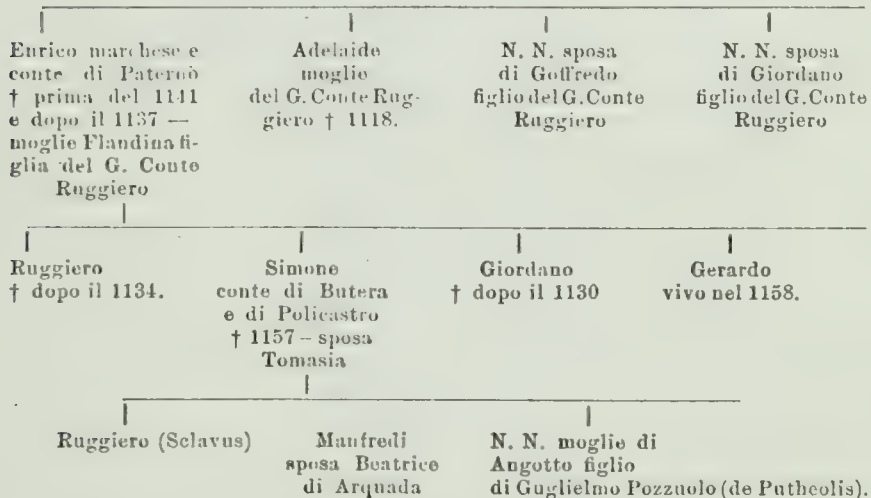 Enrico marchese e
conte di Paternò
† prima del 1141
e dopo il 1137 —
moglie Flandina fi-
glia del G. Conte
Ruggiero
Adelaide
moglie
del G. Conte Rug-
giero † 1118.
N. N. sposa
di Goffredo
figlio del G. Conte
Ruggiero
N. N. sposa
di Giordano
figlio del G. Conte
Ruggiero
Ruggiero
† dopo il 1134.
Simone
conte di Butera
e di Policastro
† 1157 – sposa
Tomasia
Giordano
† dopo il 1130
Gerardo
vivo nel 1158.
Ruggiero (Sclavus)
Manfredi
sposa Beatrice
di Arquada
N. N. moglie di
Angotto figlio
di Guglielmo Pozzuolo (de Putheolis).